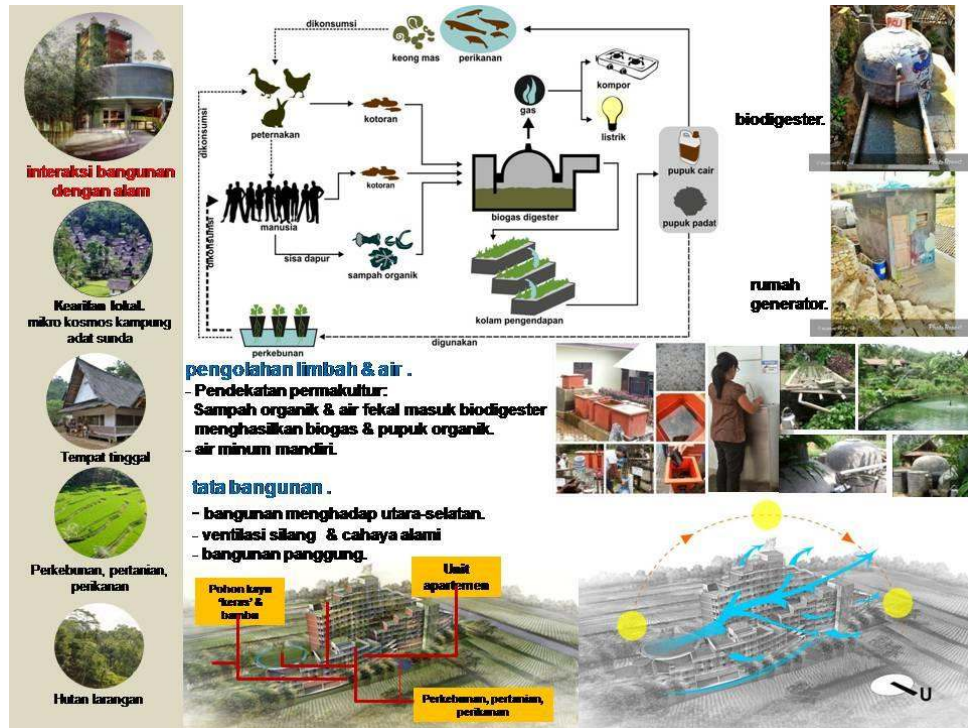 interaksi bangunan
dengan alam
Kearifan lokal.
mikro kosmos kampung
adat sunda
Tempat tinggal
Perkebunan, pertanian,
perikanan
Hutan larangan
dikonsumsi
keong mas
perikanan
kompor
gas
listrik
peternakan
kotoran
dikonsumsi
pupuk cair
kotoran
biogas digester
pupuk padat
manusia
dikonsumsi
sisa dapur
sampah organik
kolam pengendapan
perkebunan
digunakan
biodigester.
rumah
generator.
pengolahan limbah & air .
- Pendekatan permakultur:
Sampah organik & air fekal masuk biodigester
menghasilkan biogas & pupuk organik.
- air minum mandiri.
tata bangunan .
- bangunan menghadap utara-selatan.
- ventilasi silang & cahaya alami
- bangunan panggung.
Pohon kayu
'keras' &
bambu
Unit
apartemen
Perkebunan, pertanian,
perikanan
U